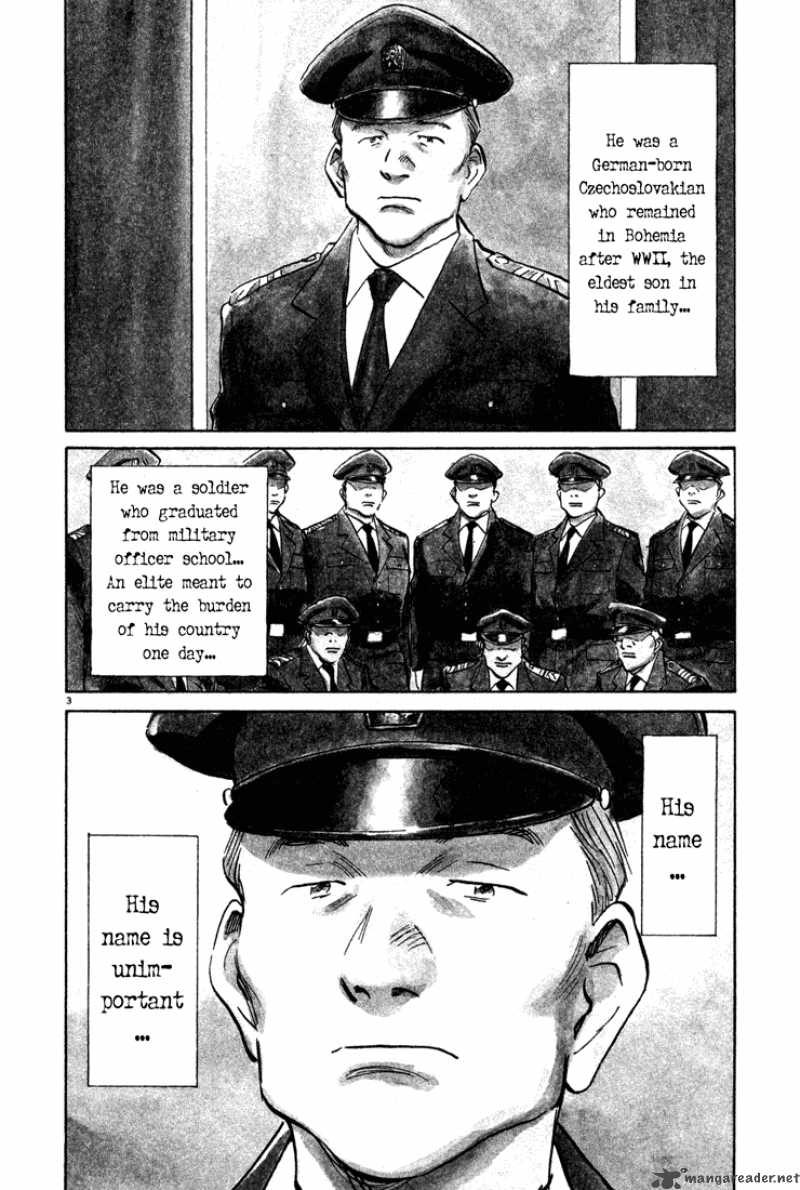 He was a
German-born
Czechoslovakian
who remained
in Bohemia
after WWII, the
eldest son in
his family...
He was a soldier
who graduated
from military
officer school...
An elite meant to
carry the burden
of his country
one day...
3
His
name
...
His
name is
unim-
portant
...
mangareader.net